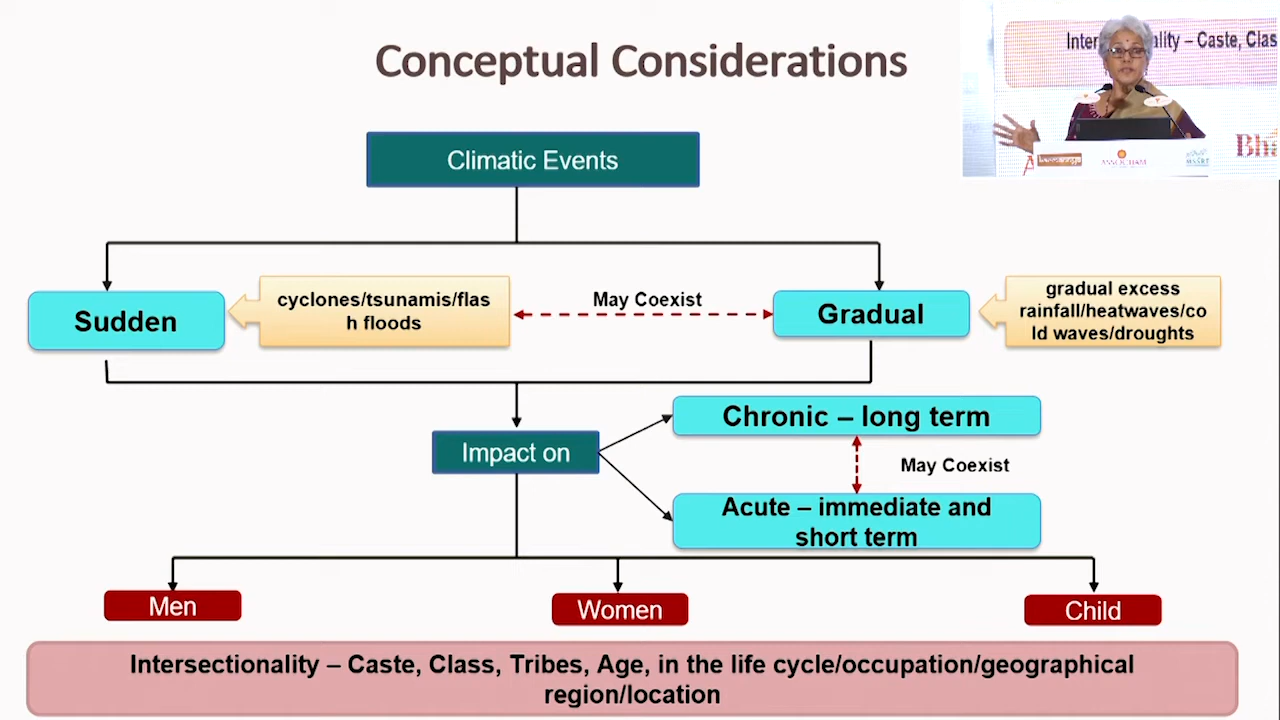 Conceptual Considerations
Inter
ality – Caste, Clas
Climatic Events
ASSOCHAM
Bha
Sudden
cyclones/tsunamis/flas
h floods
May Coexist
Gradual
gradual excess
rainfall/heatwaves/co
ld waves/droughts
Impact on
Chronic – long term
May Coexist
Acute – immediate and
short term
Men
Women
Child
Intersectionality – Caste, Class, Tribes, Age, in the life cycle/occupation/geographical
region/location